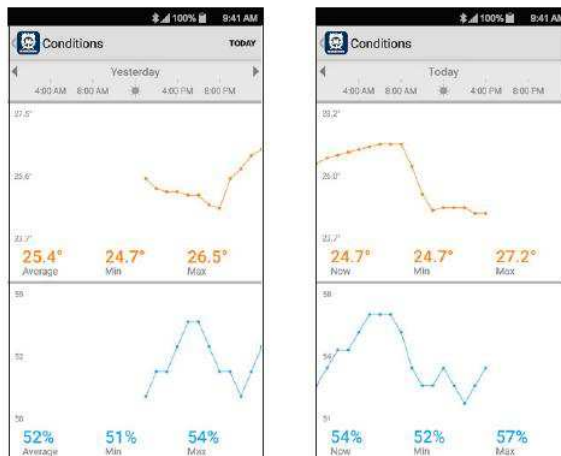 100% 9:41 AM
Conditions TODAY
Yesterday
4:00 AM 8:00 AM 4:00 PM 8:00 PM
25.4° 24.7° 26.5°
Average Min Max
52% 51% 54%
Average Min Max
100% 9:41 AM
Conditions
Today
4:00 AM 8:00 AM 4:00 PM 8:00 PM
24.7° 24.7° 27.2°
Now Min Max
54% 52% 57%
Now Min Max